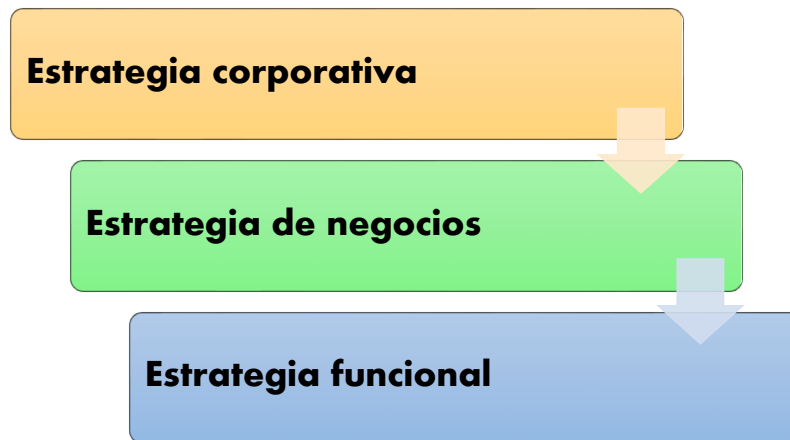 Estrategia corporativa
Estrategia de negocios
Estrategia funcional